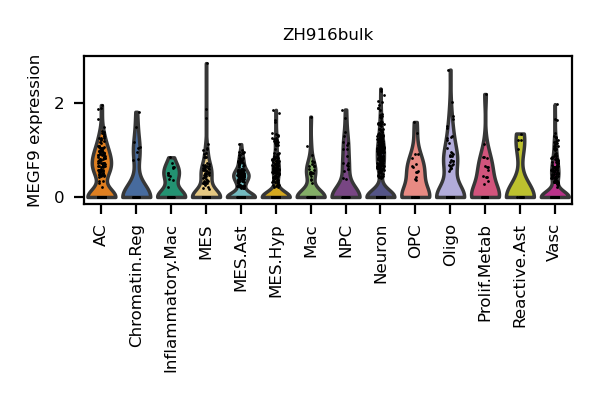 ZH916bulk
MEGF9 expression
2
0
AC
Chromatin.Reg
Inflammatory.Mac
MES
MES.Ast
MES.Hyp
Mac
NPC
Neuron
OPC
Oligo
Prolif.Metab
Reactive.Ast
Vasc